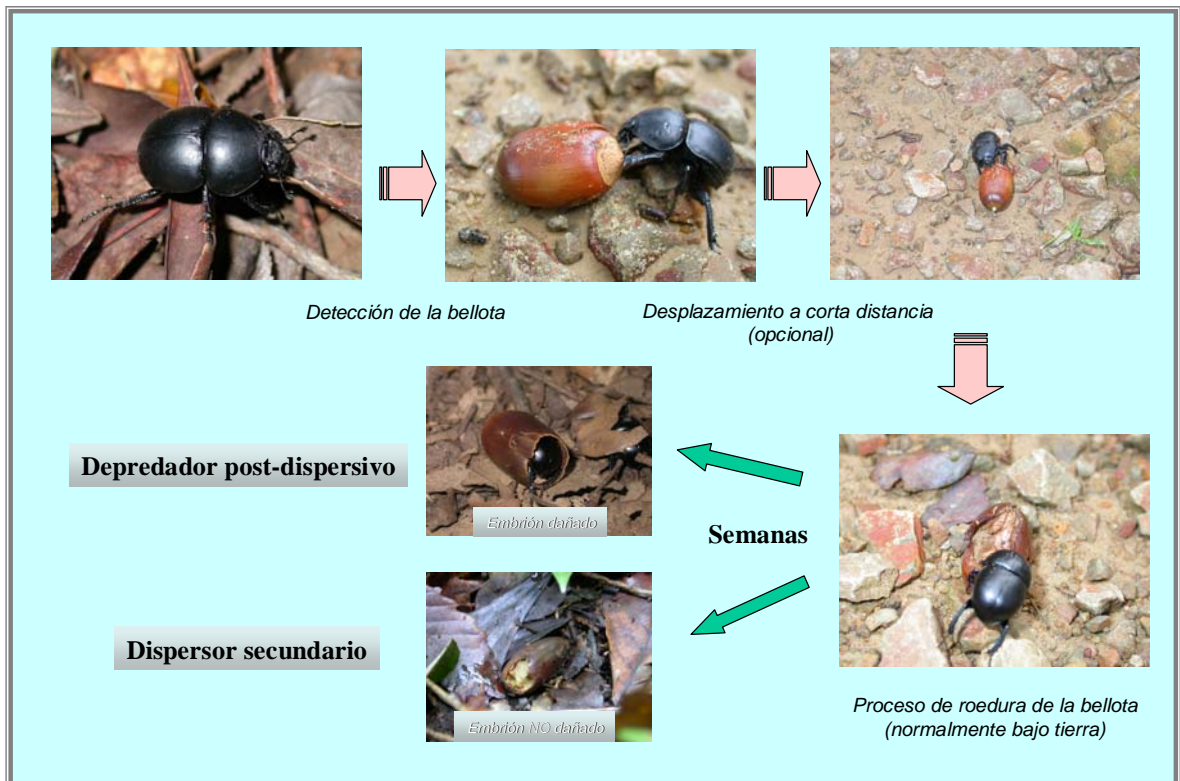 Detección de la bellota
Desplazamiento a corta distancia
(opcional)
Depredador post-dispersivo
Embrión dañado
Semanas
Dispersor secundario
Embrión NO dañado
Proceso de roedura de la bellota
(normalmente bajo tierra)